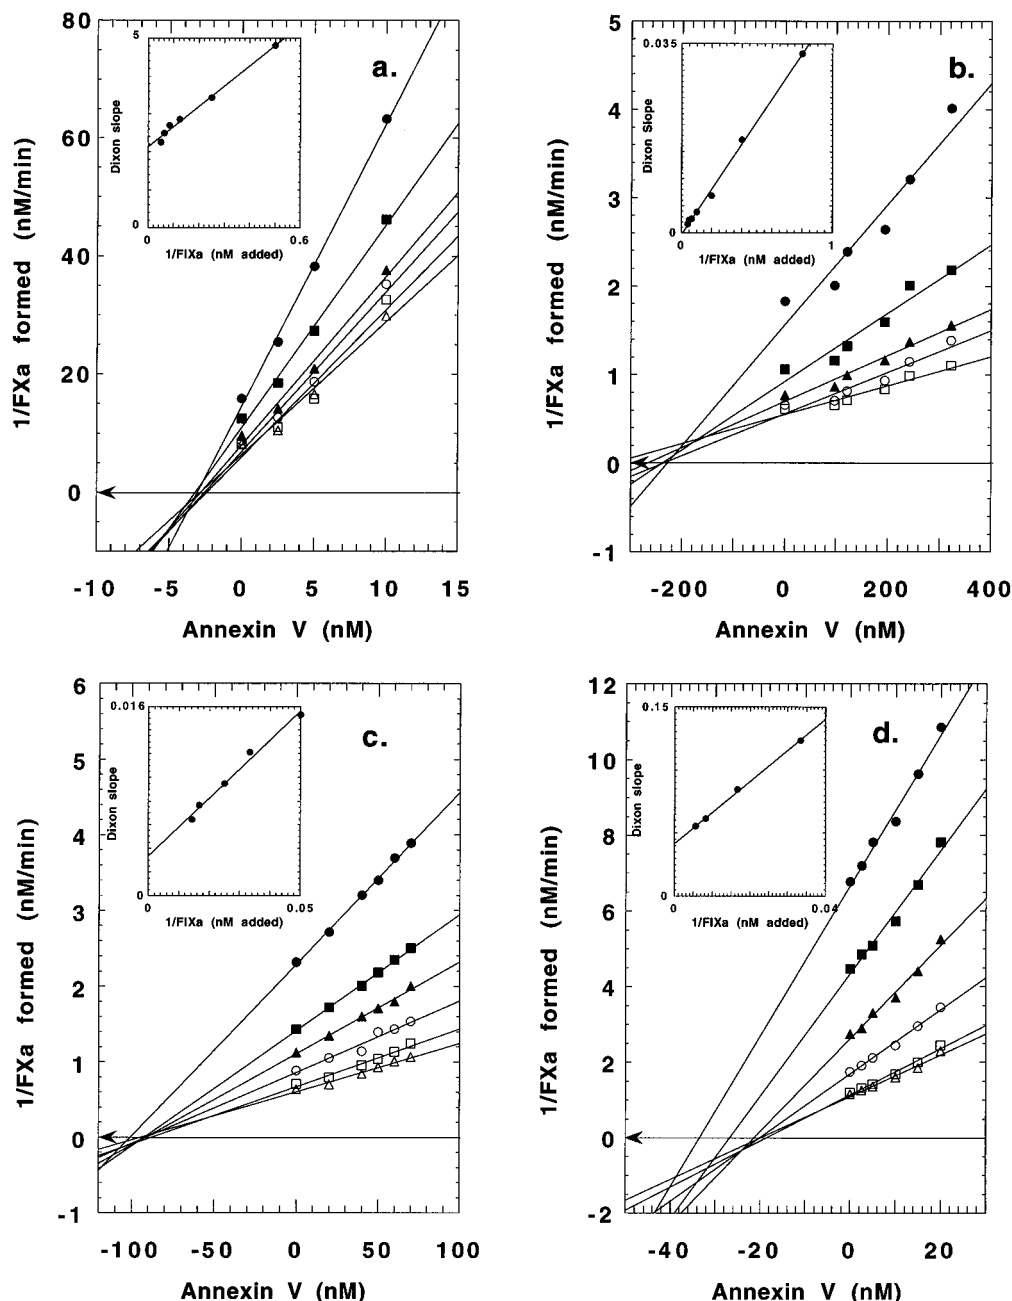 80
60
40
20
0
-10 -5 0 5 10 15
Annexin V (nM)
1/FXa formed (nM/min)
a.
5
0
0 0.6
Dixon slope
1/FIXa (nM added)
5
4
3
2
1
0
-1
-200 0 200 400
Annexin V (nM)
1/FXa formed (nM/min)
b.
0.035
0
0 1
Dixon Slope
1/FIXa (nM added)
6
5
4
3
2
1
0
-1
-100 -50 0 50 100
Annexin V (nM)
1/FXa formed (nM/min)
c.
0.016
0
0 0.05
Dixon slope
1/FIXa (nM added)
12
10
8
6
4
2
0
-2
-40 -20 0 20
Annexin V (nM)
1/FXa formed (nM/min)
d.
0.15
0
0 0.04
Dixon slope
1/FIXa (nM added)